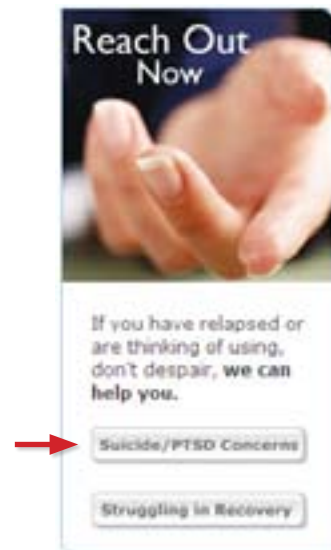 Reach Out
Now
If you have relapsed or
are thinking of using,
don't despair, we can
help you.
Suicide/PTSD Concerns
Struggling in Recovery